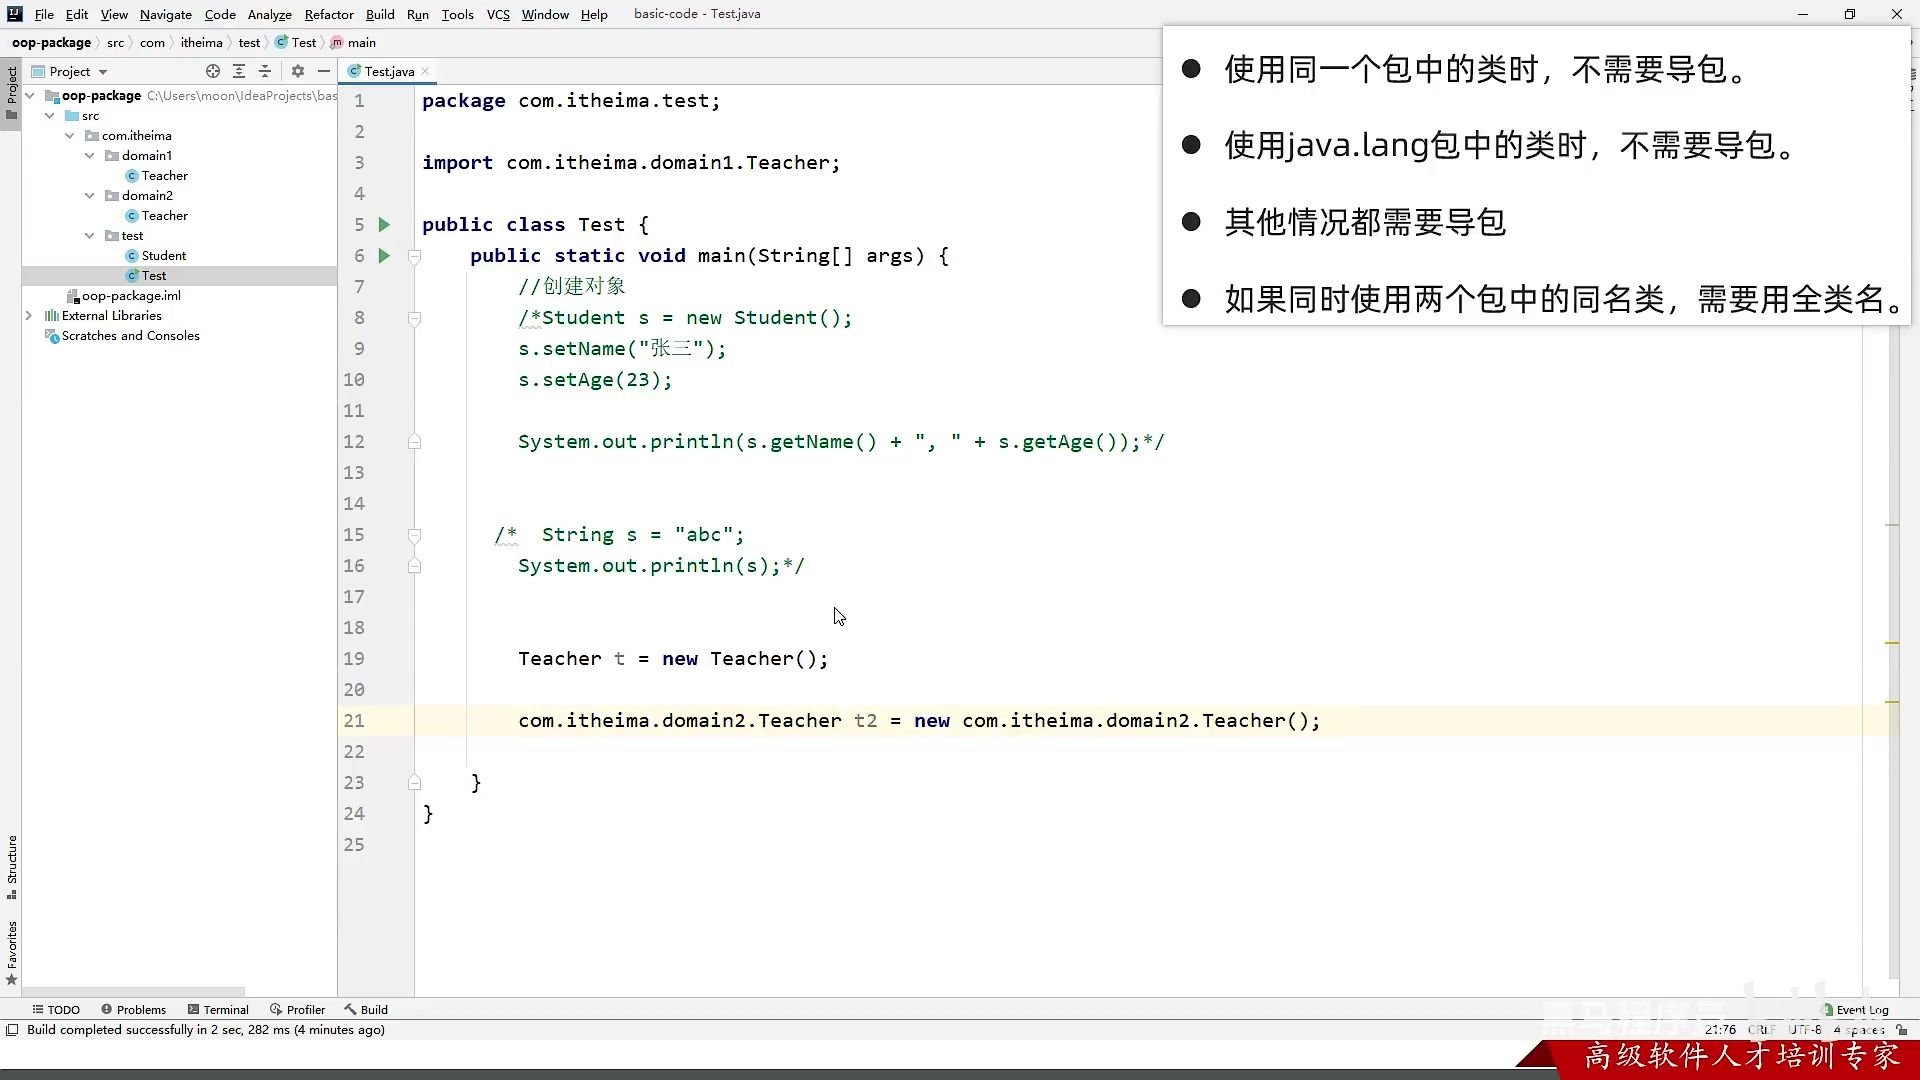 File Edit View Navigate Code Analyze Refactor Build Run Tools VCS Window Help basic-code - Test.java
oop-package src com itheima test Test main
Project
Project
Test.java
oop-package C:\Users\moon\IdeaProjects\bas
src
com.itheima
domain1
Teacher
domain2
Teacher
test
Student
Test
oop-package.iml
External Libraries
Scratches and Consoles
1 package com.itheima.test;
2
3 import com.itheima.domain1.Teacher;
4
5 public class Test {
6 public static void main(String[] args) {
7 //创建对象
8 /*Student s = new Student();
9 s.setName("张三");
10 s.setAge(23);
11
12 System.out.println(s.getName() + ", " + s.getAge());*/
13
14
15 /* String s = "abc";
16 System.out.println(s);*/
17
18
19 Teacher t = new Teacher();
20
21 com.itheima.domain2.Teacher t2 = new com.itheima.domain2.Teacher();
22
23 }
24 }
25
● 使用同一个包中的类时，不需要导包。
● 使用java.lang包中的类时，不需要导包。
● 其他情况都需要导包
● 如果同时使用两个包中的同名类，需要用全类名。
Structure
Favorites
TODO Problems Terminal Profiler Build Event Log
Build completed successfully in 2 sec, 282 ms (4 minutes ago) 21:76 CRLF UTF-8 4 spaces
黑马程序员
高级软件人才培训专家